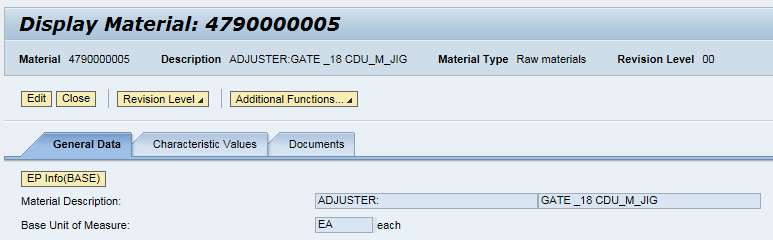 Display Material: 4790000005
Material 4790000005 Description ADJUSTER:GATE _18 CDU_M_JIG Material Type Raw materials Revision Level 00
Edit Close Revision Level Additional Functions...
General Data Characteristic Values Documents
EP Info(BASE)
Material Description: ADJUSTER: GATE _18 CDU_M_JIG
Base Unit of Measure: EA each